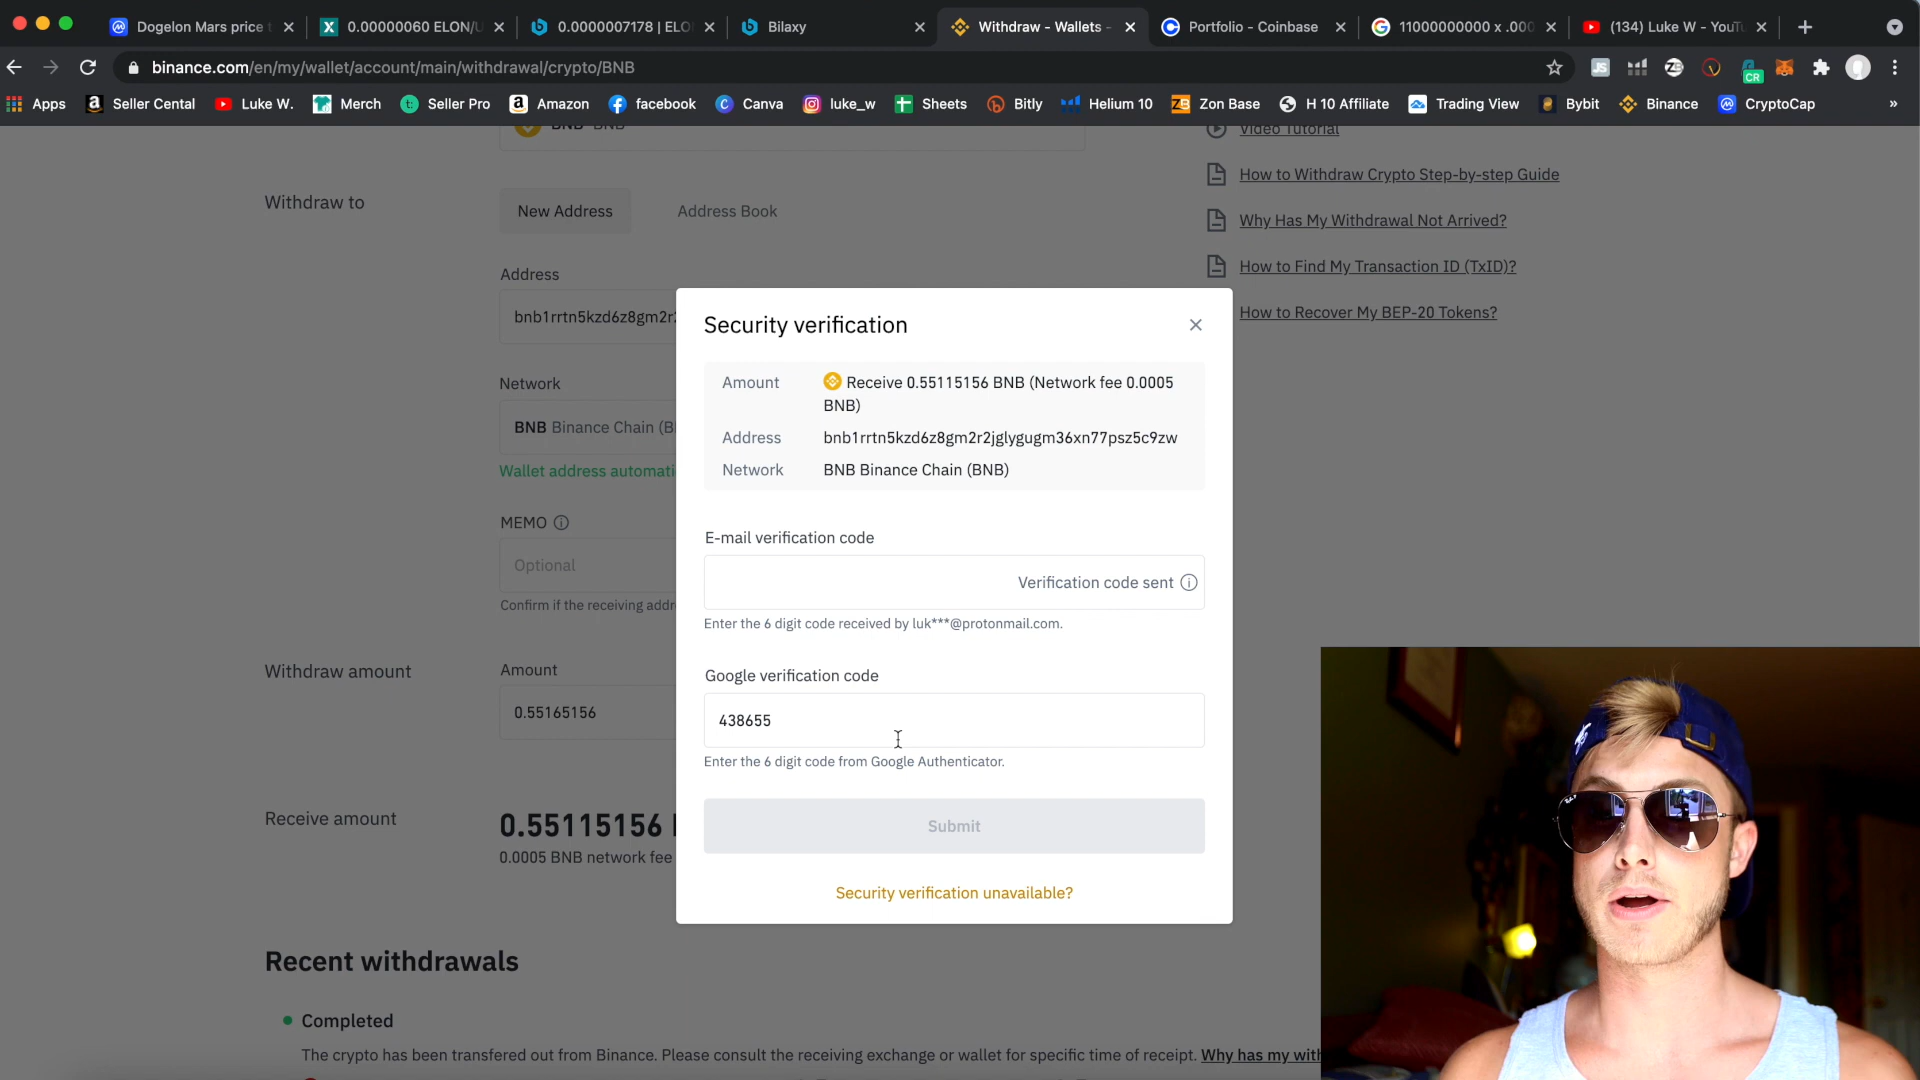 Dogelon Mars price t
0.00000060 ELON/U
0.0000007178 | ELO
Bilaxy
Withdraw - Wallets -
Portfolio - Coinbase
11000000000 x .000
(134) Luke W - YouTu
binance.com/en/my/wallet/account/main/withdrawal/crypto/BNB
Apps
Seller Cental
Luke W.
Merch
Seller Pro
Amazon
facebook
Canva
luke_w
Sheets
Bitly
Helium 10
Zon Base
H 10 Affiliate
Trading View
Bybit
Binance
CryptoCap
»
BNB BNB
Video Tutorial
Withdraw to
New Address
Address Book
How to Withdraw Crypto Step-by-step Guide
Why Has My Withdrawal Not Arrived?
How to Find My Transaction ID (TxID)?
How to Recover My BEP-20 Tokens?
Address
bnb1rrtn5kzd6z8gm2r2
Network
BNB Binance Chain (B
Wallet address automati
MEMO
Optional
Confirm if the receiving addr
Withdraw amount
Amount
0.55165156
Receive amount
0.55115156
0.0005 BNB network fee
Security verification
Amount
Receive 0.55115156 BNB (Network fee 0.0005
BNB)
Address
bnb1rrtn5kzd6z8gm2r2jglygugm36xn77psz5c9zw
Network
BNB Binance Chain (BNB)
E-mail verification code
Verification code sent
Enter the 6 digit code received by luk***@protonmail.com.
Google verification code
438655
Enter the 6 digit code from Google Authenticator.
Submit
Security verification unavailable?
Recent withdrawals
Completed
The crypto has been transfered out from Binance. Please consult the receiving exchange or wallet for specific time of receipt. Why has my with